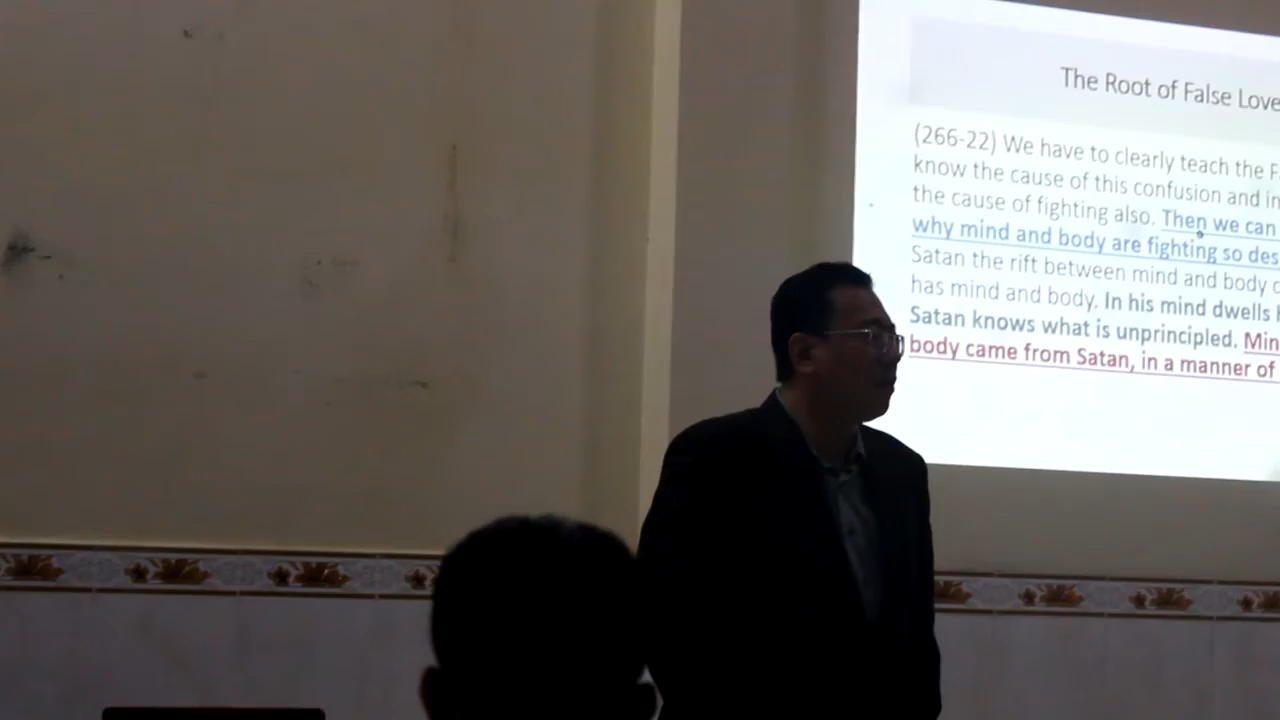 The Root of False Love
(266-22) We have to clearly teach the
know the cause of this confusion and
the cause of fighting also. Then we can
why mind and body are fighting so
Satan the rift between mind and body
has mind and body. In his mind dwells
Satan knows what is unprincipled.
body came from Satan, in a manner of